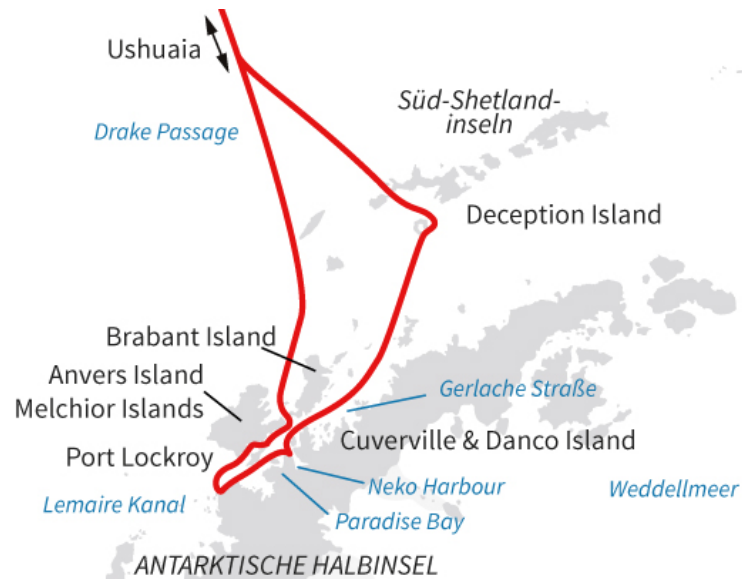 Ushuaia
Drake Passage
Süd-Shetland-
inseln
Deception Island
Brabant Island
Anvers Island
Melchior Islands
Gerlache Straße
Cuverville & Danco Island
Port Lockroy
Neko Harbour
Weddellmeer
Lemaire Kanal
Paradise Bay
ANTARKTISCHE HALBINSEL